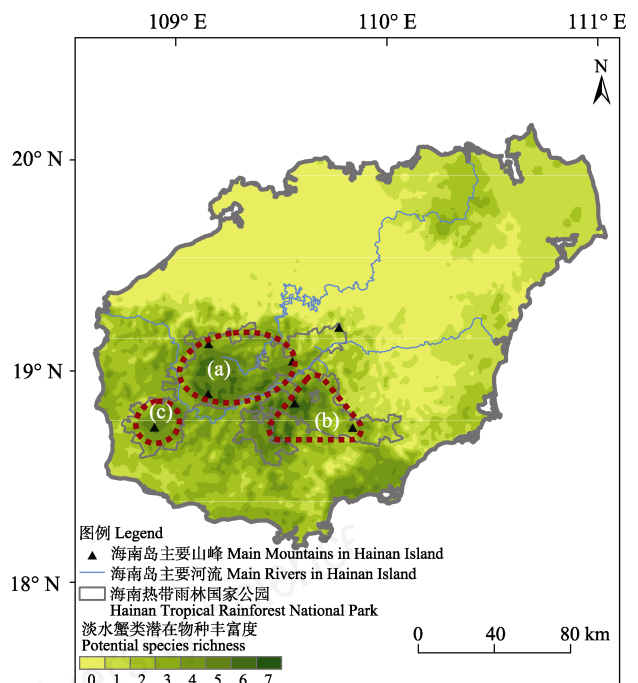 109° E 110° E 111° E
N
20° N
19° N
(a)
(c)
(b)
图例 Legend
海南岛主要山峰 Main Mountains in Hainan Island
海南岛主要河流 Main Rivers in Hainan Island
18° N
海南热带雨林国家公园
Hainan Tropical Rainforest National Park
淡水蟹类潜在物种丰富度
Potential species richness
0 40 80 km
0 1 2 3 4 5 6 7